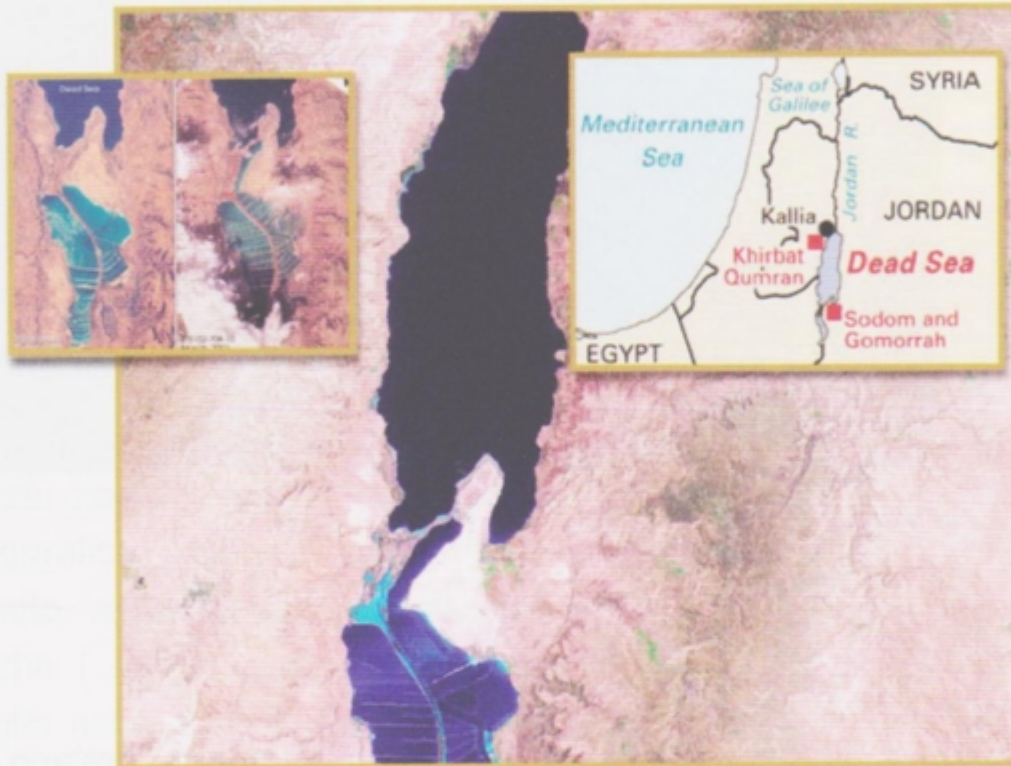 Dead Sea
SYRIA
Sea of
Galilee
Mediterranean
Sea
Jordan R.
JORDAN
Kallia
Khirbat
Qumran
Dead Sea
Sodom and
Gomorrah
EGYPT